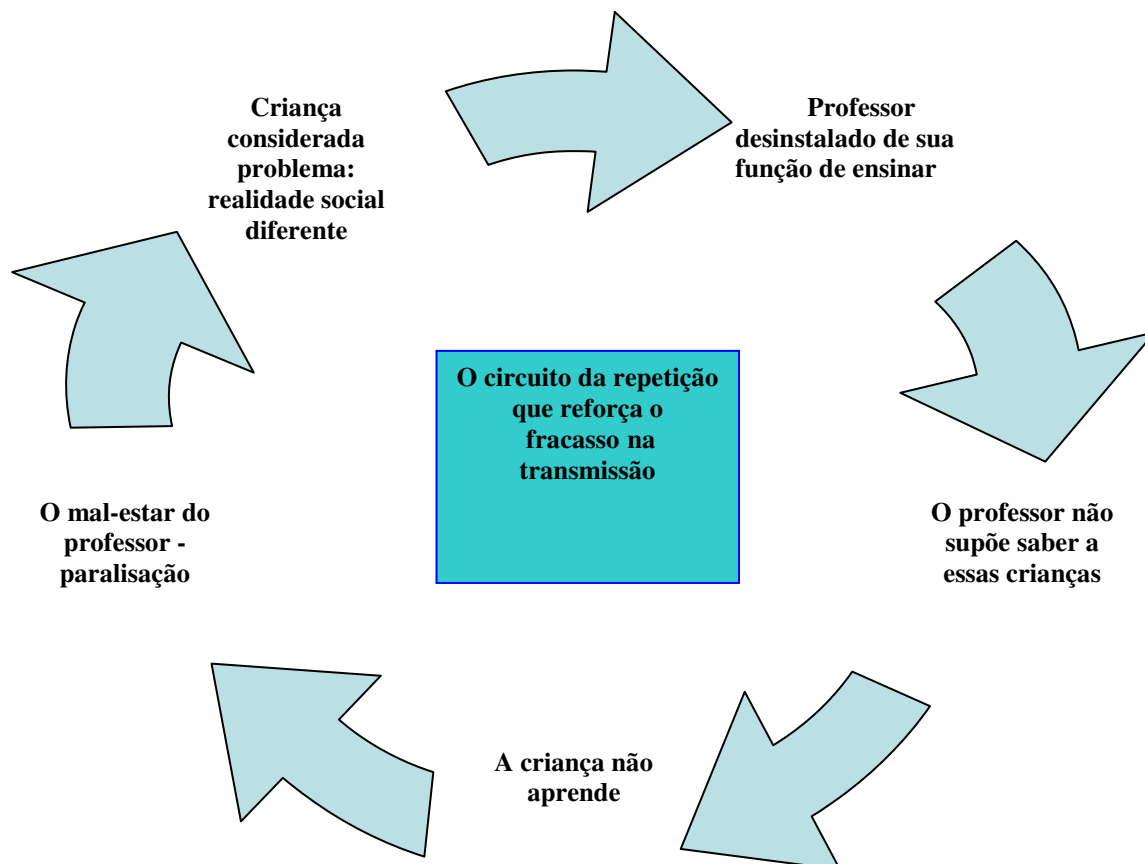 Criança
considerada
problema:
realidade social
diferente
Professor
desinstalado de sua
função de ensinar
O circuito da repetição
que reforça o
fracasso na
transmissão
O mal-estar do
professor -
paralisação
O professor não
supõe saber a
essas crianças
A criança não
aprende